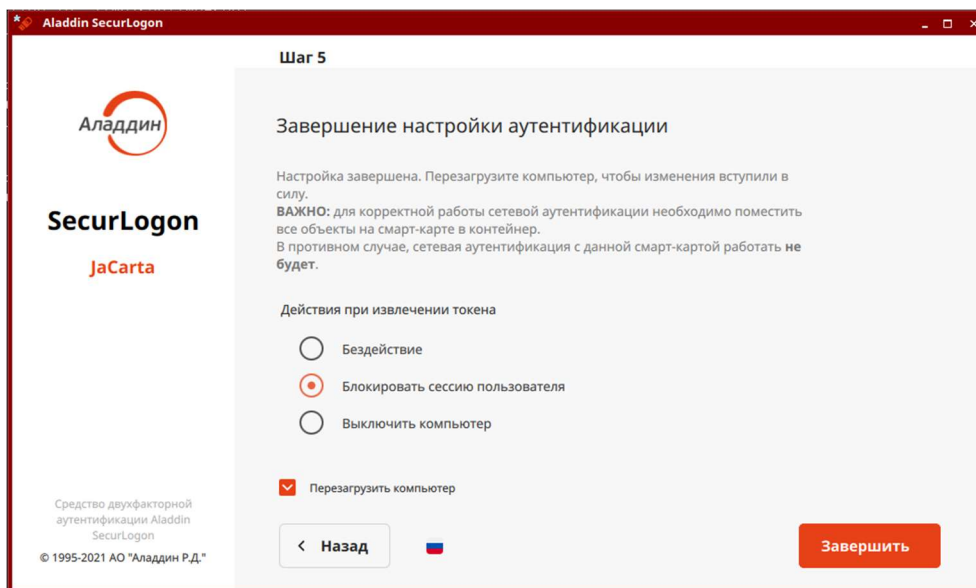 Aladdin SecurLogon
Шаг 5
Аладдин
SecurLogon
JaCarta
Завершение настройки аутентификации
Настройка завершена. Перезагрузите компьютер, чтобы изменения вступили в
силу.
ВАЖНО: для корректной работы сетевой аутентификации необходимо поместить
все объекты на смарт-карте в контейнер.
В противном случае, сетевая аутентификация с данной смарт-картой работать не
будет.
Действия при извлечении токена
Бездействие
Блокировать сессию пользователя
Выключить компьютер
Перезагрузить компьютер
Средство двухфакторной
аутентификации Aladdin
SecurLogon
© 1995-2021 АО "Аладдин Р.Д."
Назад
Завершить